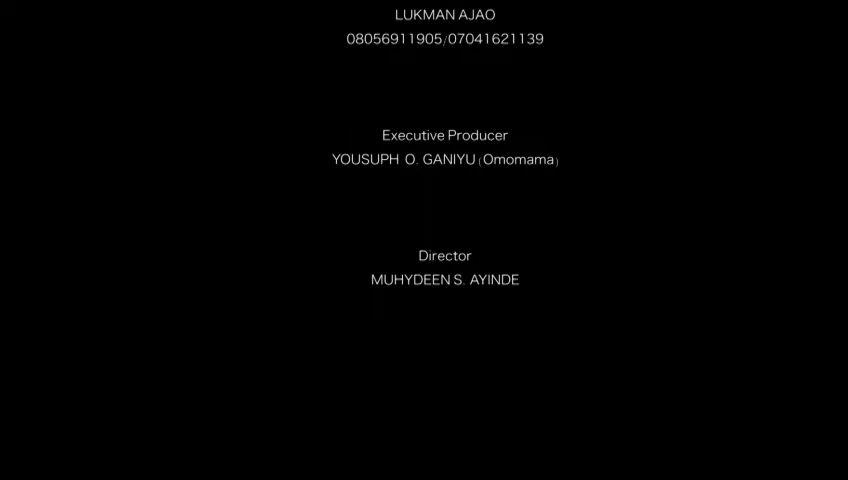 LUKMAN AJAO
08056911905/07041621139
Executive Producer
YOUSUPH O. GANIYU (Omomama)
Director
MUHYDEEN S. AYINDE